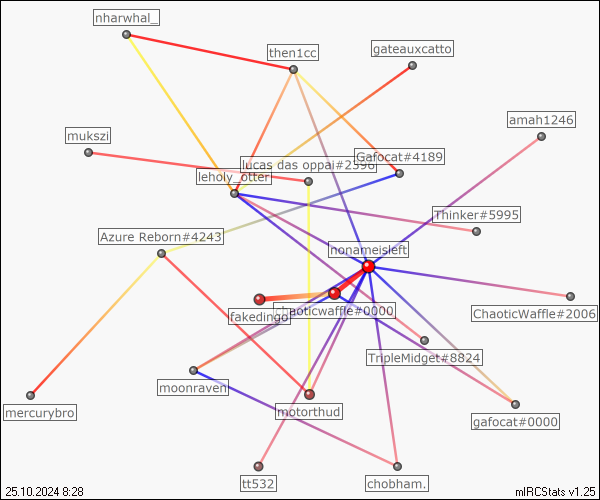 nharwhal_
then1cc
gateauxcatto
amah1246
mukszi
lucas das oppai#2596
Gafocat#4189
leholy_otter
Thinker#5995
Azure Reborn#4243
nonameisleft
fakedingo
chaoticwaffle#0000
ChaoticWaffle#2006
TripleMidget#8824
moonraven
mercurybro
motorthud
gafocat#0000
tt532
chobham.
25.10.2024 8:28
mIRCStats v1.25